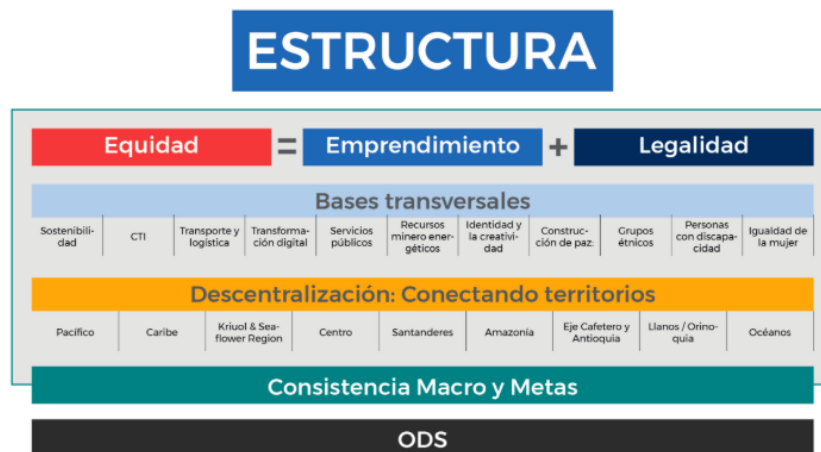 ESTRUCTURA
Equidad = Emprendimiento + Legalidad
Bases transversales
Sostenibili-
dad
CTI
Transporte y
logística
Transforma-
ción digital
Servicios
públicos
Recursos
minero ener-
géticos
Identidad y
la creativi-
dad
Construc-
ción de paz:
Grupos
étnicos
Personas
con discapa-
cidad
Igualdad de
la mujer
Descentralización: Conectando territorios
Pacífico
Caribe
Kriuol & Sea-
flower Region
Centro
Santanderes
Amazonía
Eje Cafetero y
Antioquia
Llanos / Orino-
quia
Océanos
Consistencia Macro y Metas
ODS